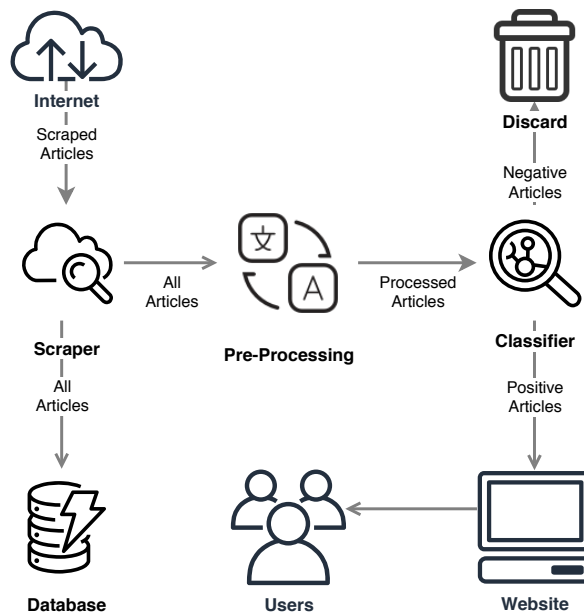 Internet
Scraped
Articles
Discard
Negative
Articles
文
A
All
Articles
Processed
Articles
Scraper
Pre-Processing
Classifier
All
Articles
Positive
Articles
Database
Users
Website